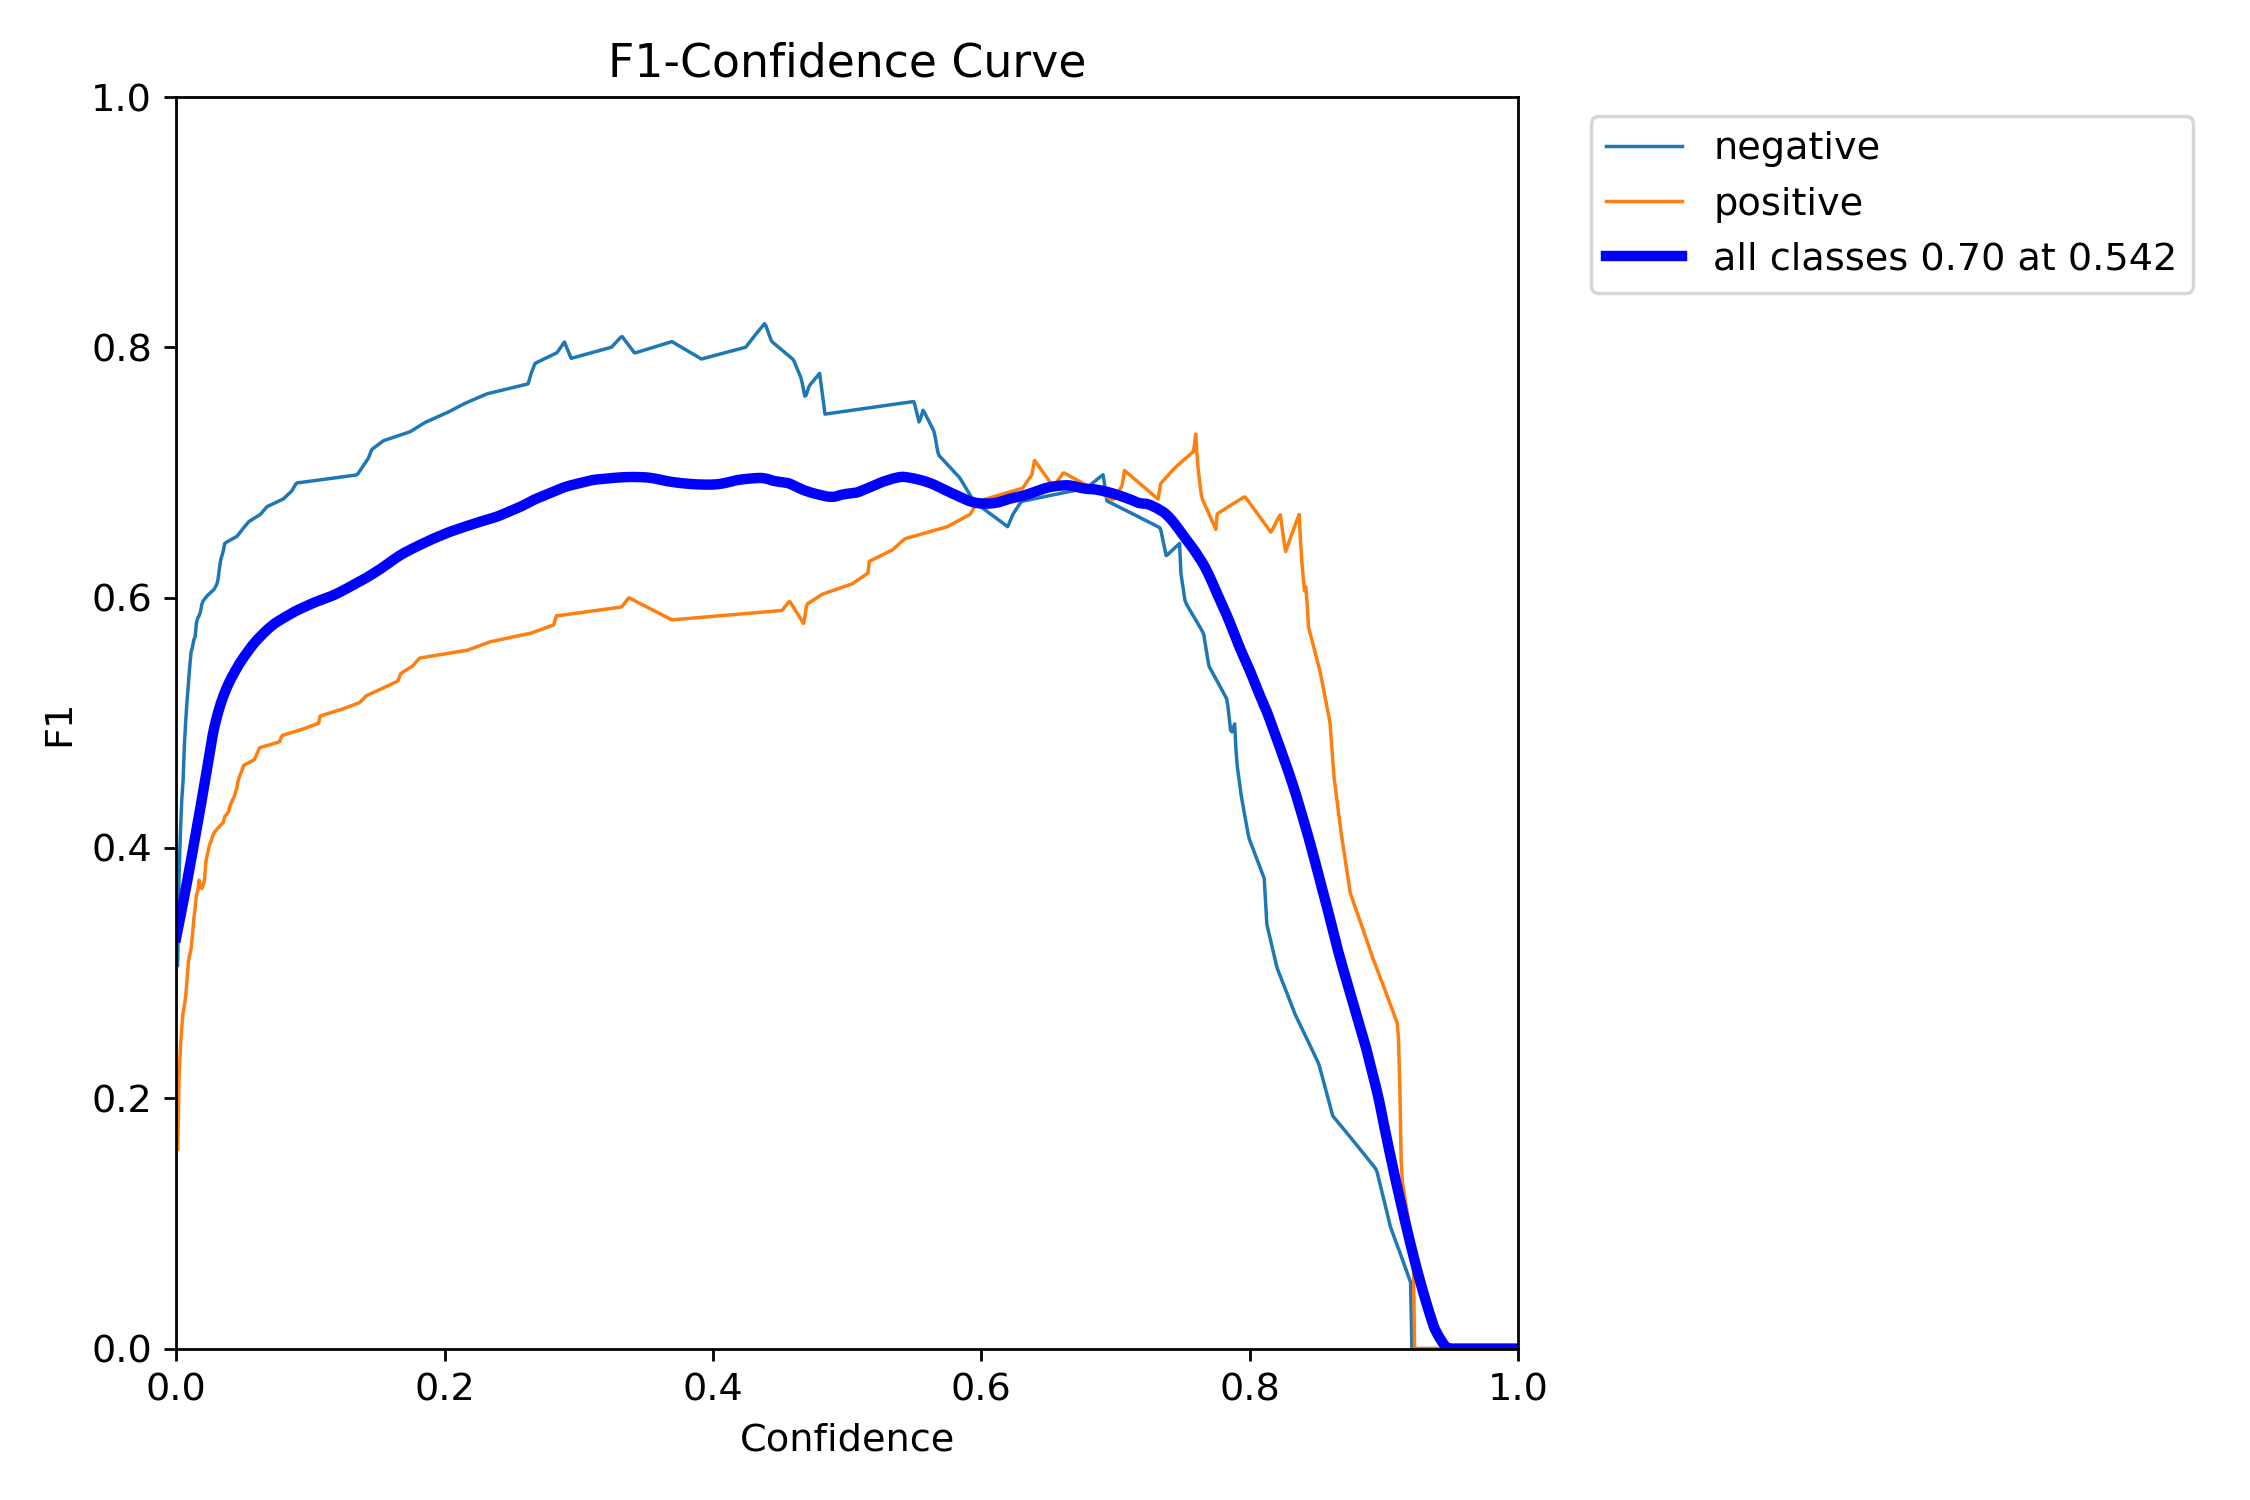 F1-Confidence Curve
negative
positive
all classes 0.70 at 0.542
1.0
0.8
0.6
0.4
0.2
0.0
F1
0.0 0.2 0.4 0.6 0.8 1.0
Confidence